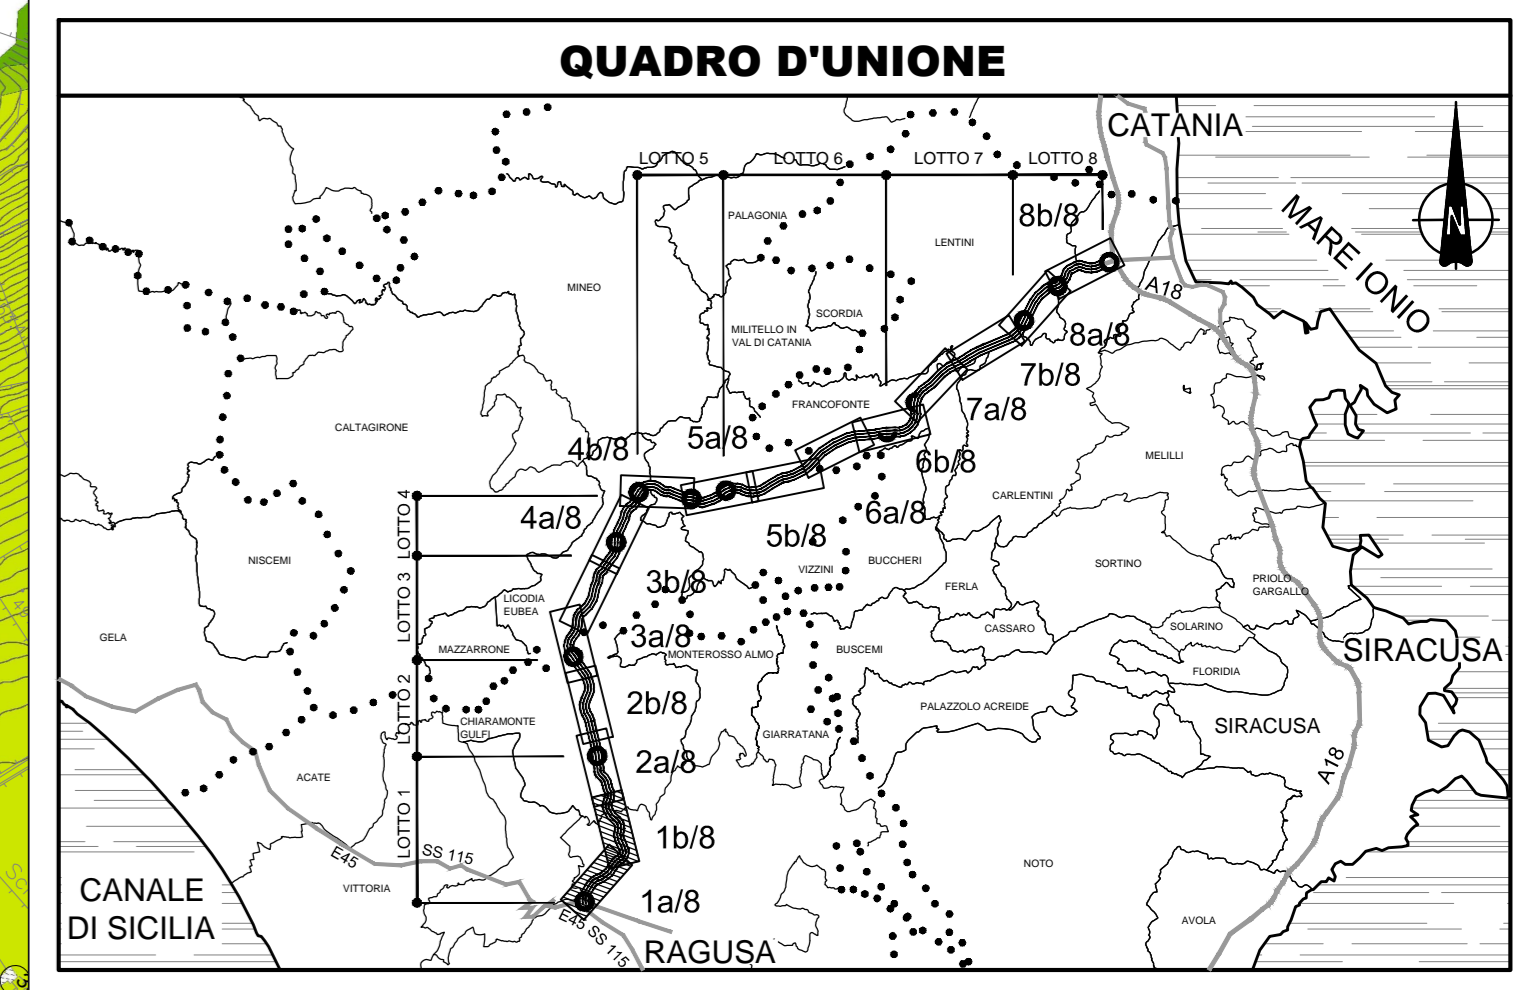 QUADRO D'UNIONE
CATANIA
LOTTO 5
LOTTO 6
LOTTO 7
LOTTO 8
PALAGONIA
8b/8
MARE IONIO
N
LENTINI
MINEO
A18
SCORDIA
MILITELLO IN
VAL DI CATANIA
8a/8
7b/8
FRANCOFONTE
7a/8
CALTAGIRONE
4b/8
5a/8
6b/8
MELILLI
CARLENTINI
LOTTO 4
4a/8
6a/8
5b/8
NISCEMI
VIZZINI
BUCCHERI
SORTINO
3b/8
FERLA
PRIOLO
GARGALLO
LOTTO 3
LICODIA
EUBEA
GELA
3a/8
CASSARO
SOLARINO
MAZZARRONE
MONTEROSSO ALMO
BUSCEMI
SIRACUSA
FLORIDIA
LOTTO 2
2b/8
PALAZZOLO ACREIDE
CHIARAMONTE
GULFI
GIARRATANA
SIRACUSA
2a/8
A18
ACATE
LOTTO 1
1b/8
E45
SS 115
NOTO
VITTORIA
CANALE
DI SICILIA
1a/8
E45 SS 115
AVOLA
RAGUSA